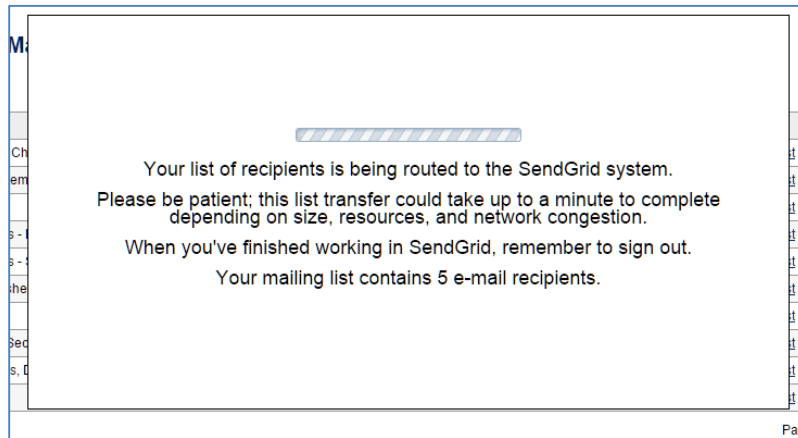 Your list of recipients is being routed to the SendGrid system.
Please be patient; this list transfer could take up to a minute to complete
depending on size, resources, and network congestion.
When you've finished working in SendGrid, remember to sign out.
Your mailing list contains 5 e-mail recipients.